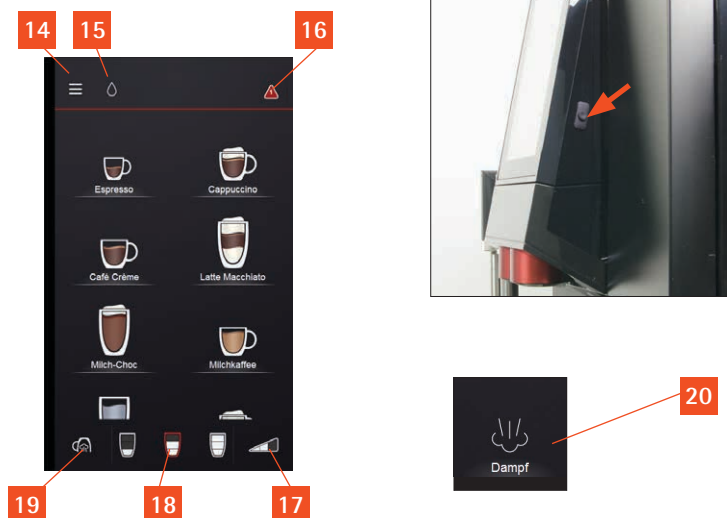 14 15 16
Espresso Cappuccino
Café Crème Latte Macchiato
Milch-Choc Milchkaffee
20
Dampf
19 18 17